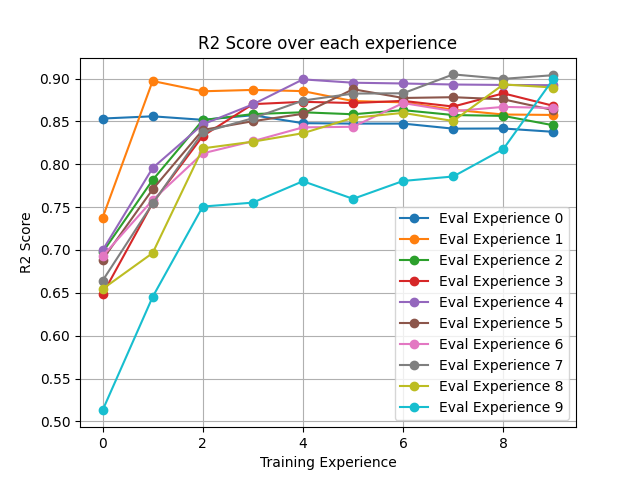 R2 Score over each experience
R2 Score
0.90
0.85
0.80
0.75
0.70
0.65
0.60
0.55
0.50
0
2
4
6
8
Training Experience
Eval Experience 0
Eval Experience 1
Eval Experience 2
Eval Experience 3
Eval Experience 4
Eval Experience 5
Eval Experience 6
Eval Experience 7
Eval Experience 8
Eval Experience 9